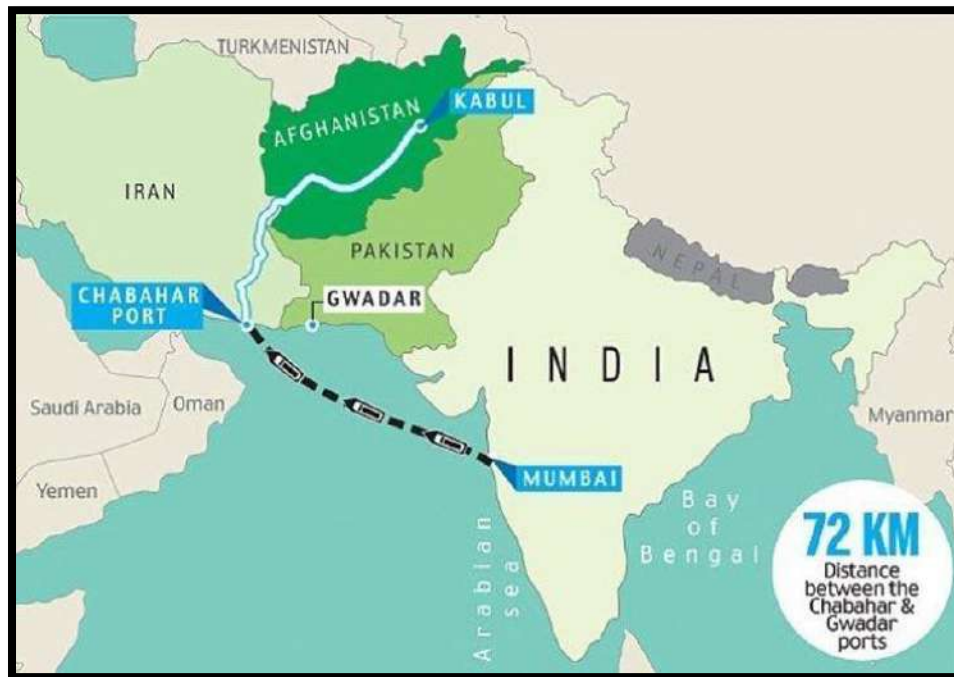 TURKMENISTAN
AFGHANISTAN
KABUL
IRAN
PAKISTAN
NEPAL
CHABAHAR
PORT
GWADAR
INDIA
Saudi Arabia
Oman
Myanmar
Yemen
MUMBAI
Arabian
sea
Bay
of
Bengal
72 KM
Distance
between the
Chabahar &
Gwadar
ports